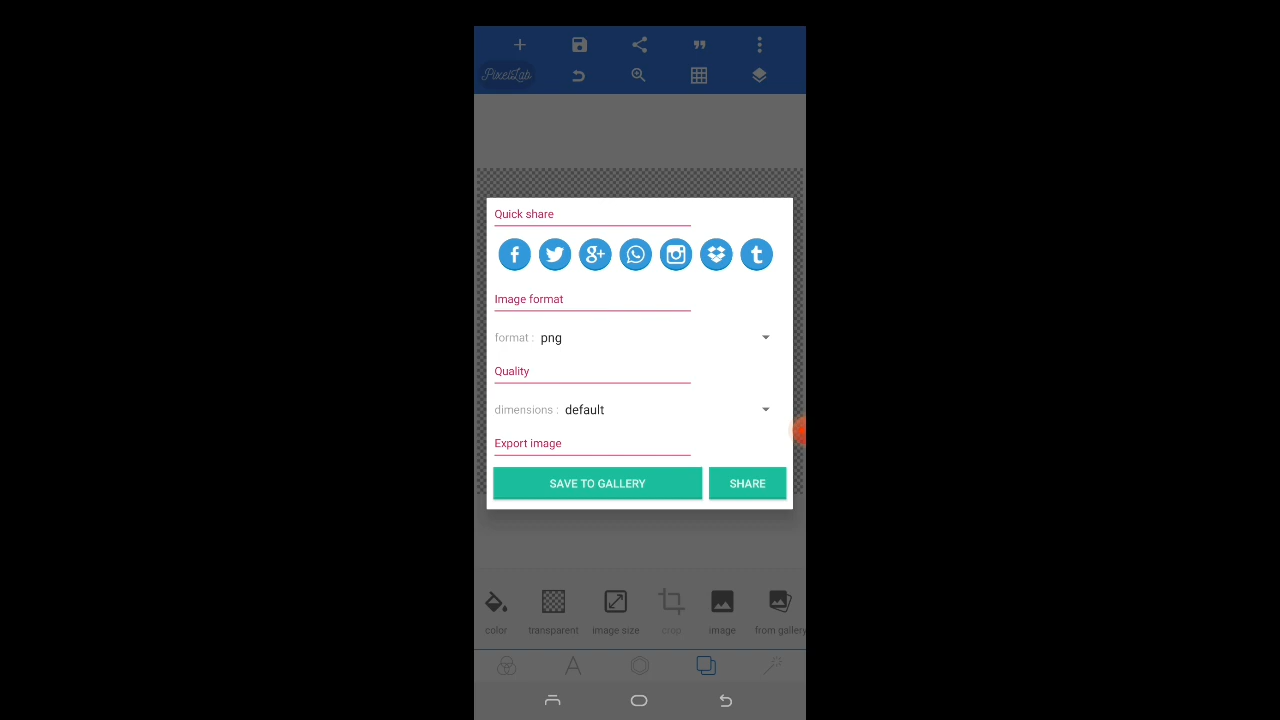 PixelLab
Quick share
Image format
format : png
Quality
dimensions : default
Export image
SAVE TO GALLERY SHARE
color transparent image size crop image from gallery